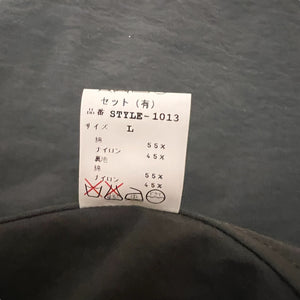 セット(有)
品番 STYLE-1013
サイズ L
綿 55%
ナイロン 45%
裏地
綿 55%
ナイロン 45%